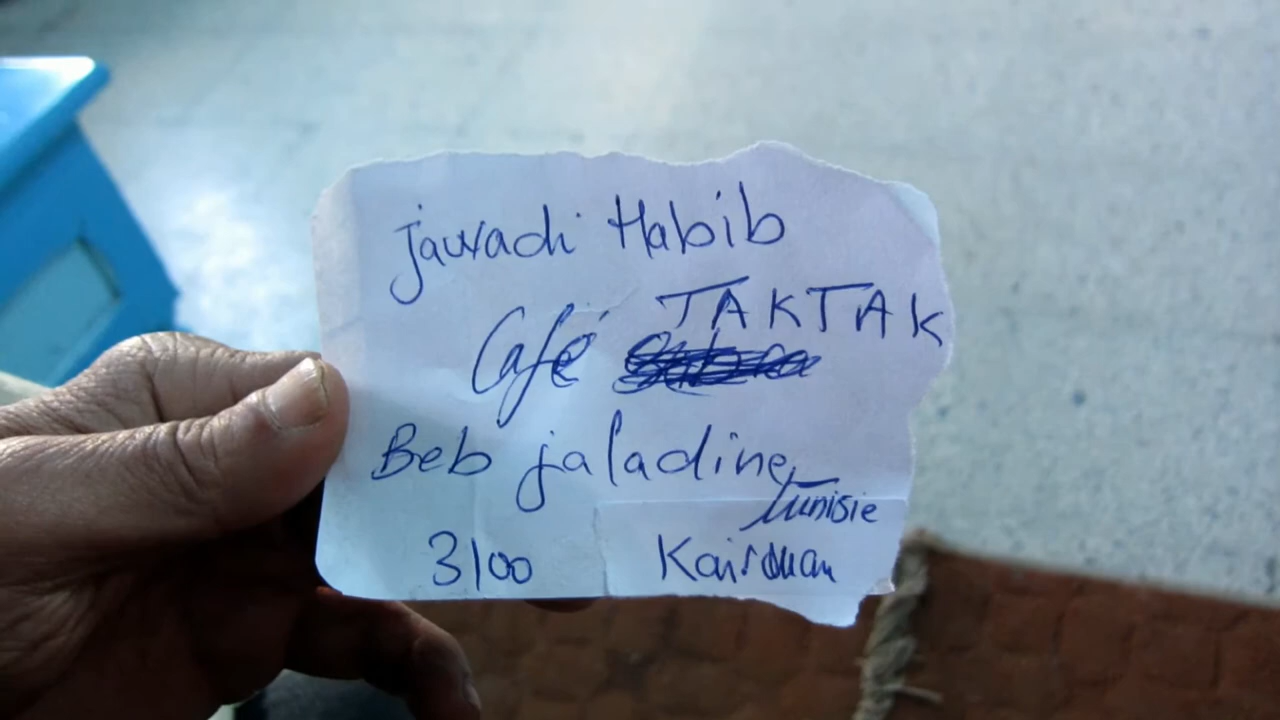 jawadi Habib
Café TAKTAK
Beb jaladine
Tunisie
3100 Kairouan